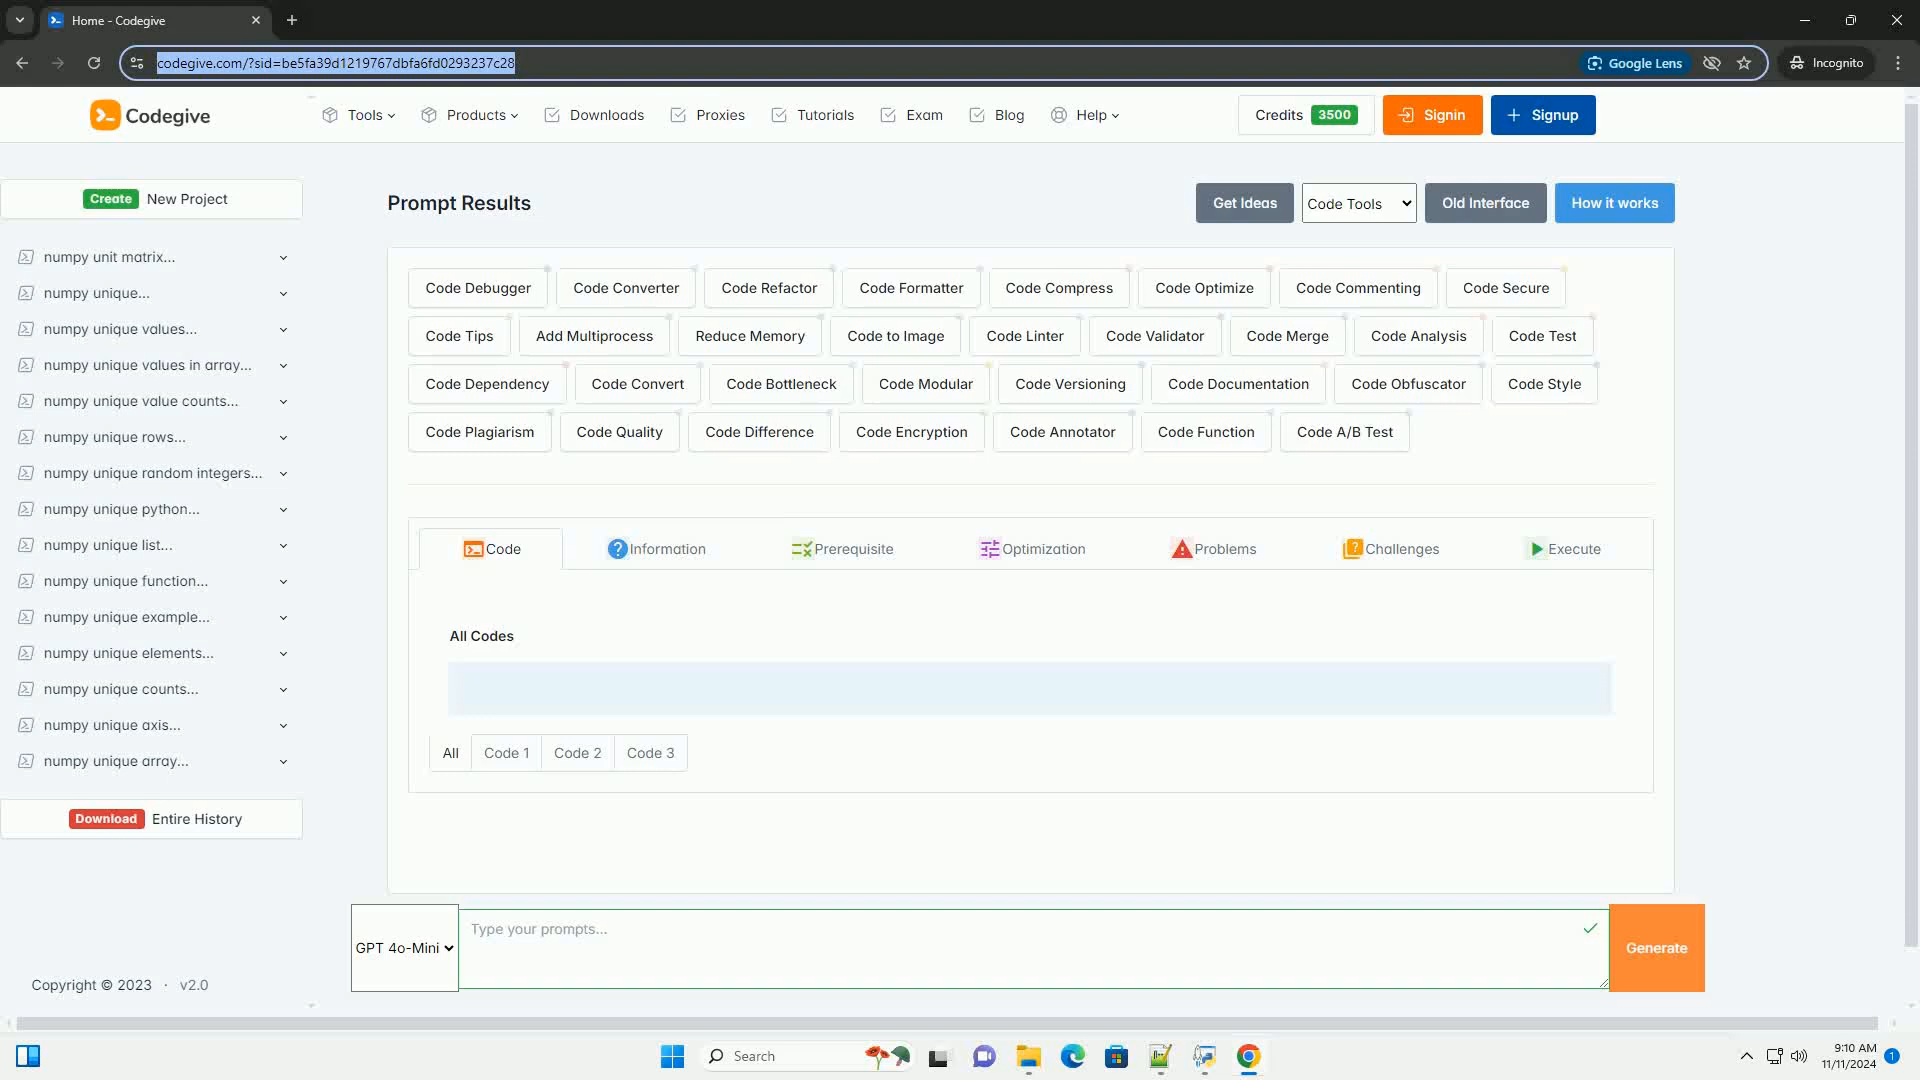 Home - Codegive
codegive.com/?sid=be5fa39d1219767dbfa6fd0293237c28
Google Lens
Incognito
Codegive
Tools
Products
Downloads
Proxies
Tutorials
Exam
Blog
Help
Credits 3500
Signin
Signup
Create New Project
Prompt Results
Get Ideas
Code Tools
Old Interface
How it works
numpy unit matrix...
numpy unique...
numpy unique values...
numpy unique values in array...
numpy unique value counts...
numpy unique rows...
numpy unique random integers...
numpy unique python...
numpy unique list...
numpy unique function...
numpy unique example...
numpy unique elements...
numpy unique counts...
numpy unique axis...
numpy unique array...
Download Entire History
Copyright © 2023 · v2.0
Code Debugger
Code Converter
Code Refactor
Code Formatter
Code Compress
Code Optimize
Code Commenting
Code Secure
Code Tips
Add Multiprocess
Reduce Memory
Code to Image
Code Linter
Code Validator
Code Merge
Code Analysis
Code Test
Code Dependency
Code Convert
Code Bottleneck
Code Modular
Code Versioning
Code Documentation
Code Obfuscator
Code Style
Code Plagiarism
Code Quality
Code Difference
Code Encryption
Code Annotator
Code Function
Code A/B Test
Code
Information
Prerequisite
Optimization
Problems
Challenges
Execute
All Codes
All
Code 1
Code 2
Code 3
GPT 4o-Mini
Type your prompts...
Generate
Search
9:10 AM
11/11/2024
1